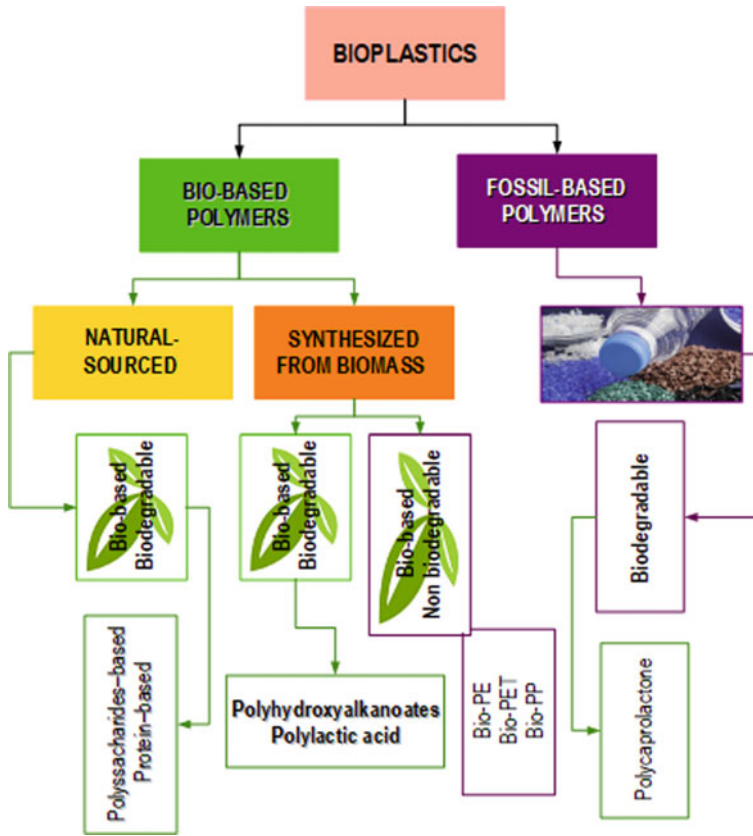 BIOPLASTICS
BIO-BASED
POLYMERS
FOSSIL-BASED
POLYMERS
NATURAL-
SOURCED
SYNTHESIZED
FROM BIOMASS
Bio-based
Biodegradable
Bio-based
Biodegradable
Bio-based
Non biodegradable
Biodegradable
Polyssacharides–based
Protein–based
Polyhydroxyalkanoates
Polylactic acid
Bio-PE
Bio-PET
Bio-PP
Polycaprolactone